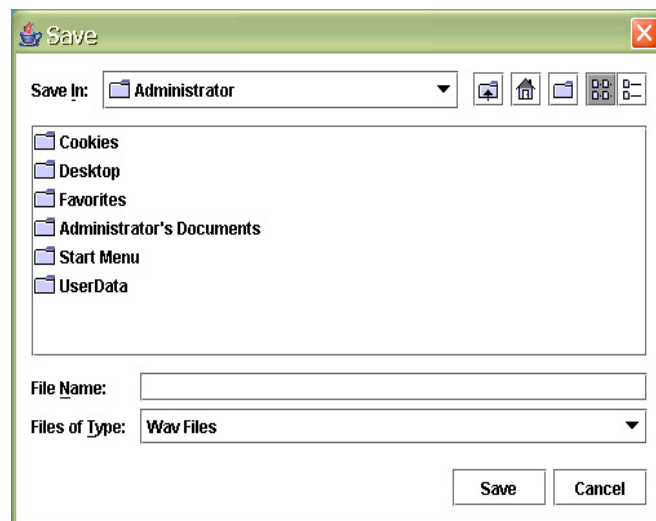 Save
Save In: Administrator
Cookies
Desktop
Favorites
Administrator's Documents
Start Menu
UserData
File Name:
Files of Type: Wav Files
Save Cancel